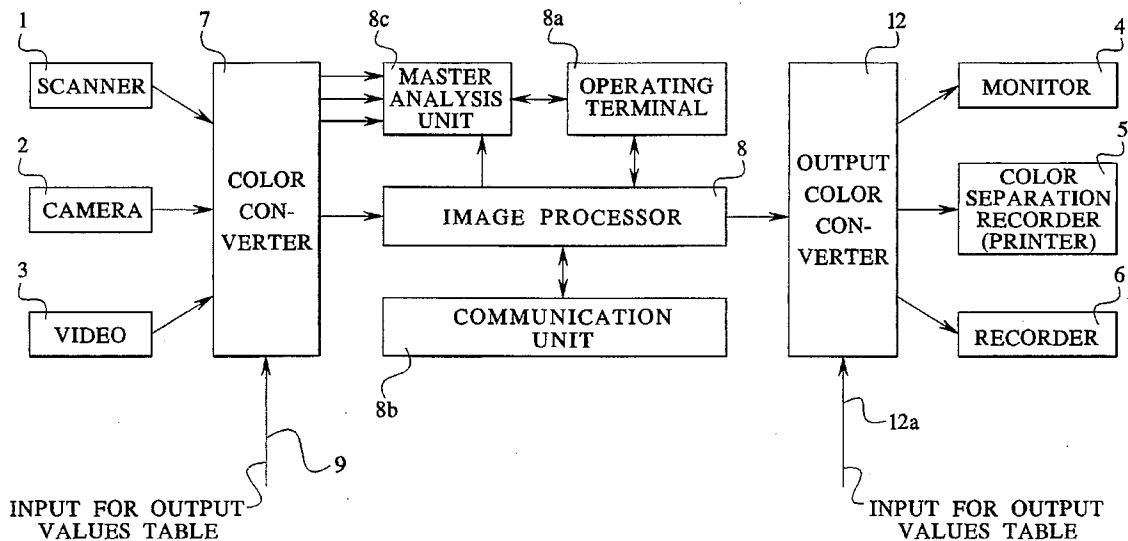 1
7
8c
8a
12
4
SCANNER
MASTER
ANALYSIS
UNIT
OPERATING
TERMINAL
MONITOR
2
8
5
CAMERA
COLOR
CON-
VERTER
IMAGE PROCESSOR
OUTPUT
COLOR
CON-
VERTER
COLOR
SEPARATION
RECORDER
(PRINTER)
3
6
VIDEO
COMMUNICATION
UNIT
RECORDER
8b
9
12a
INPUT FOR OUTPUT
VALUES TABLE
INPUT FOR OUTPUT
VALUES TABLE